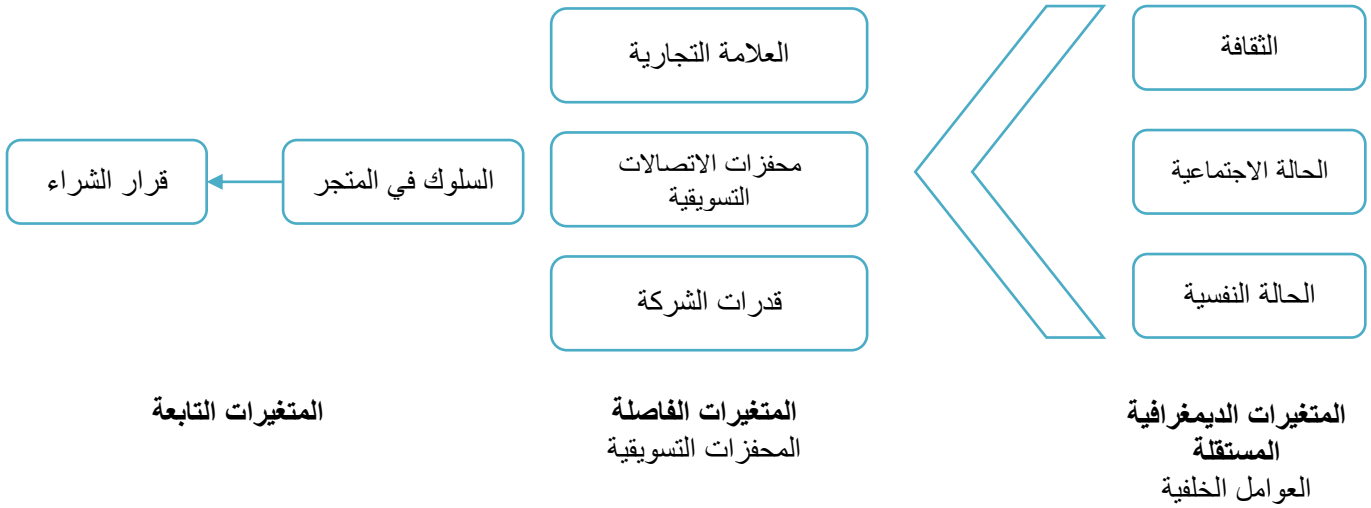 الثقافة
الحالة الاجتماعية
الحالة النفسية
المتغيرات الديمغرافية
المستقلة
العوامل الخلفية
العلامة التجارية
محفزات الاتصالات
التسويقية
قدرات الشركة
المتغيرات الفاصلة
المحفزات التسويقية
السلوك في المتجر
قرار الشراء
المتغيرات التابعة